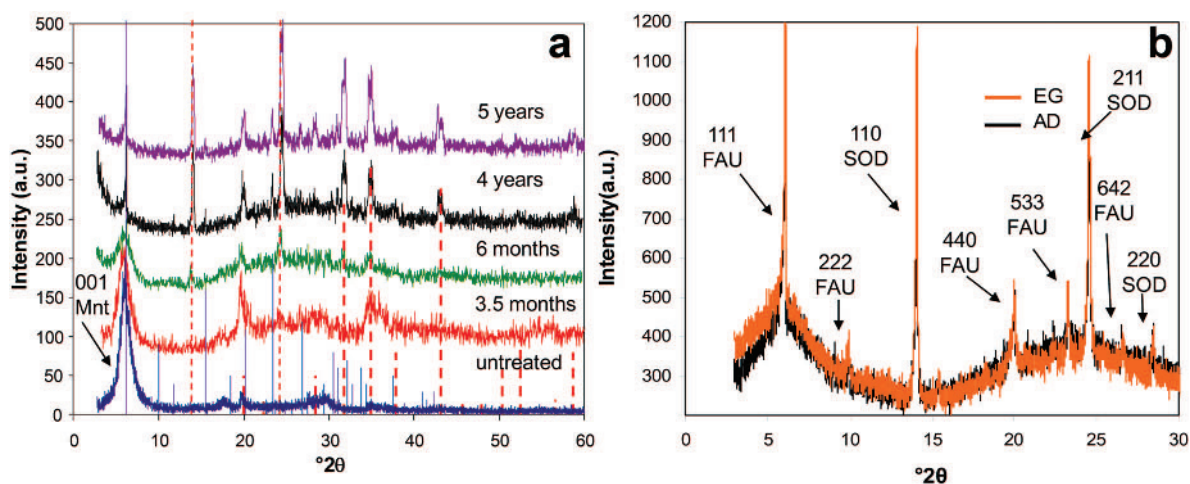 a
500
450
400
350
300
250
200
150
100
50
0
Intensity (a.u.)
5 years
4 years
6 months
3.5 months
untreated
001
Mnt
0 10 20 30 40 50 60
°2θ
b
1200
1100
1000
900
800
700
600
500
400
300
Intensity(a.u.)
EG
AD
111
FAU
222
FAU
110
SOD
440
FAU
533
FAU
211
SOD
642
FAU
220
SOD
0 5 10 15 20 25 30
°2θ